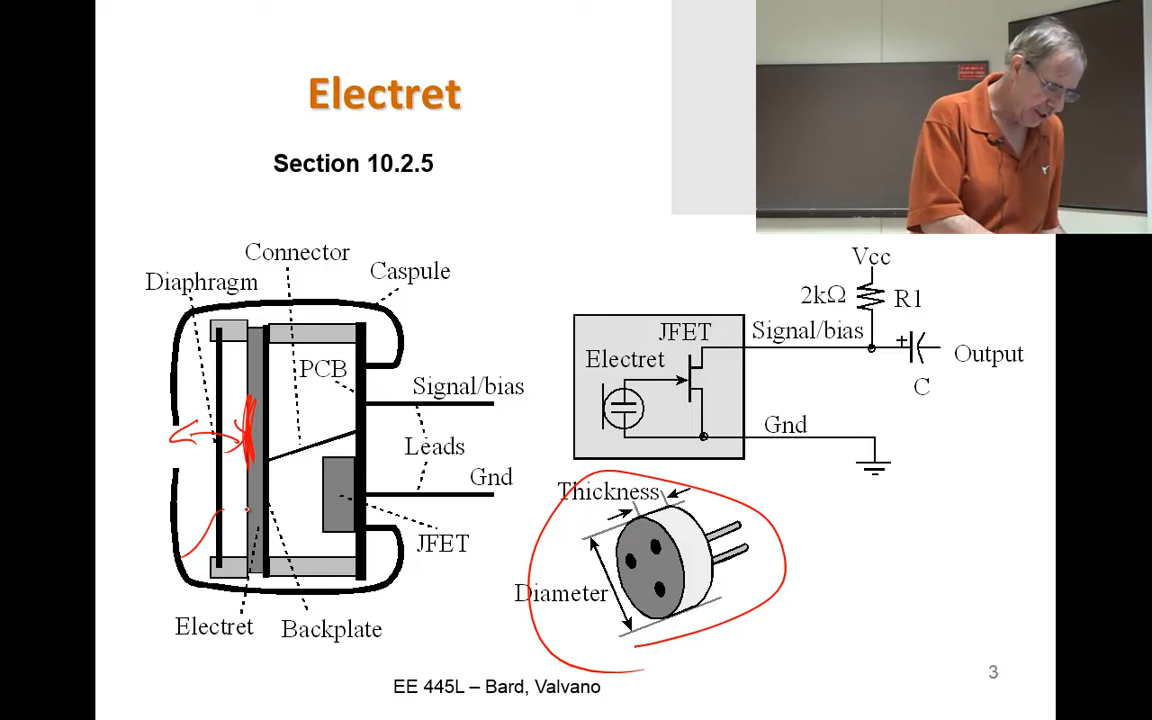 Electret
Section 10.2.5
Connector
Diaphragm
Caspule
PCB
Signal/bias
Leads
Gnd
JFET
Electret
Backplate
Vcc
2kΩ
R1
JFET
Signal/bias
Electret
+
Output
C
Gnd
Thickness
Diameter
EE 445L – Bard, Valvano
3